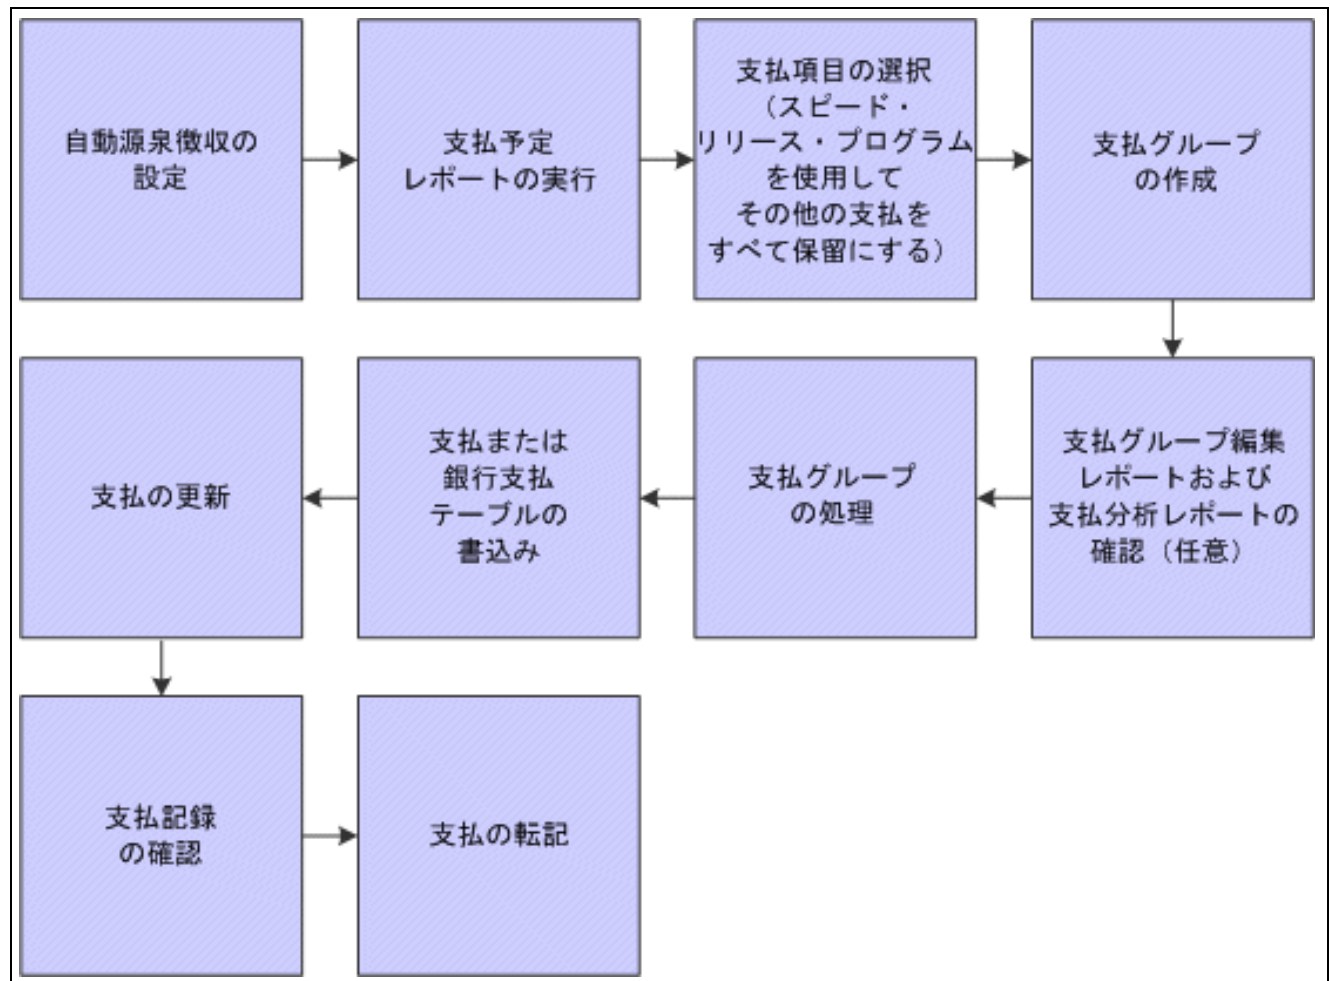 自動源泉徴収の
設定
支払予定
レポートの実行
支払項目の選択
（スピード・
リリース・プログラム
を使用して
その他の支払を
すべて保留にする）
支払グループ
の作成
支払グループ編集
レポートおよび
支払分析レポートの
確認（任意）
支払グループ
の処理
支払または
銀行支払
テーブルの
書込み
支払の更新
支払記録
の確認
支払の転記